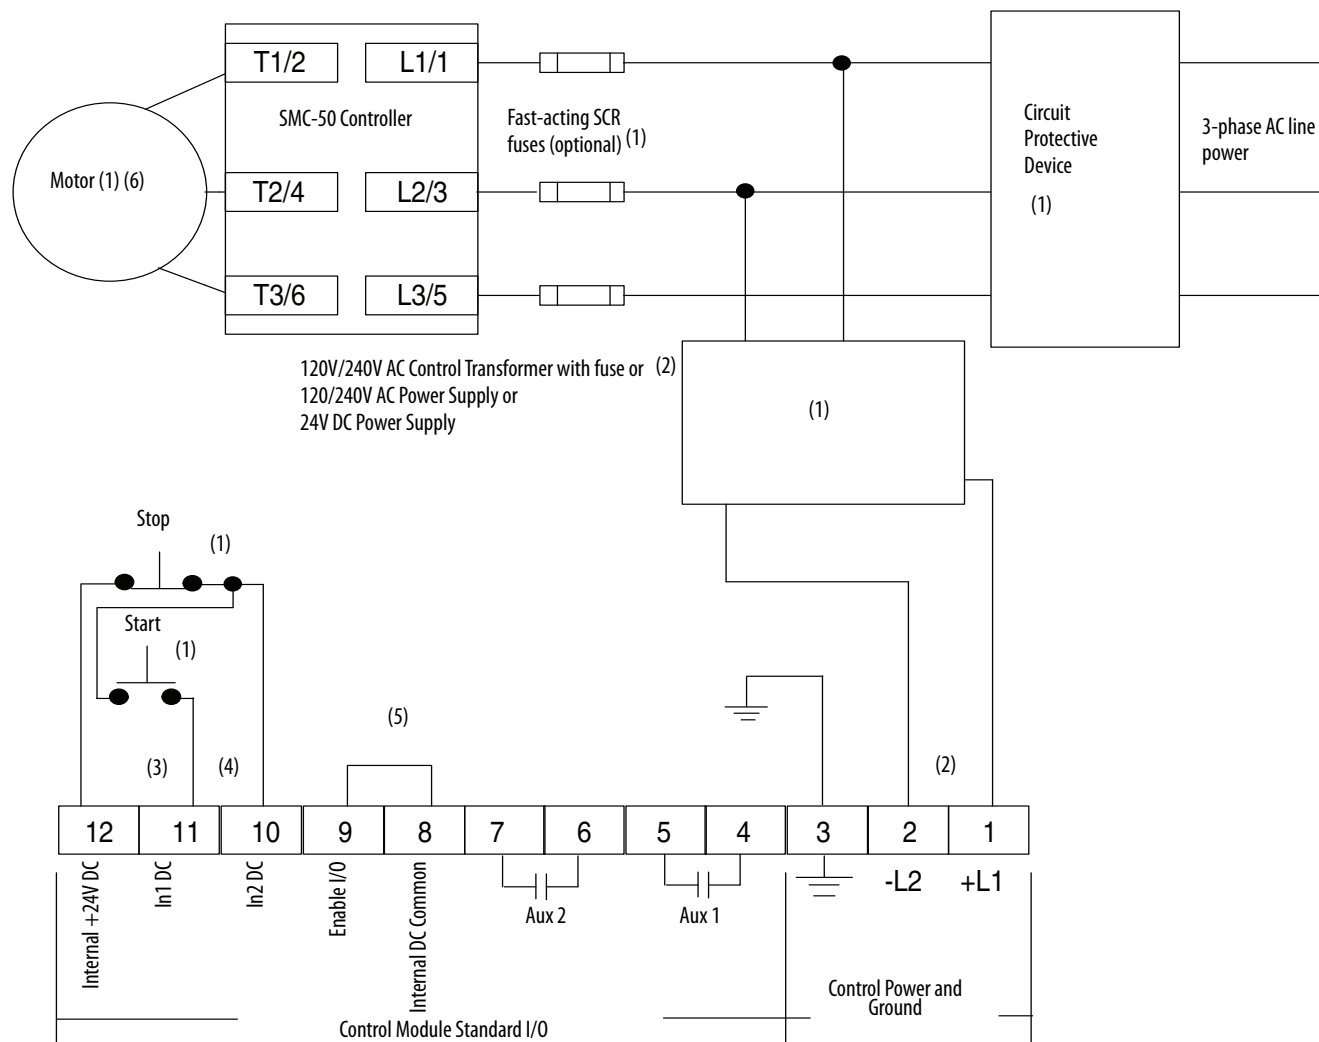 T1/2
L1/1
SMC-50 Controller
Fast-acting SCR
fuses (optional) (1)
Circuit
Protective
Device
(1)
3-phase AC line
power
Motor (1) (6)
T2/4
L2/3
T3/6
L3/5
120V/240V AC Control Transformer with fuse or (2)
120/240V AC Power Supply or
24V DC Power Supply
(1)
Stop
(1)
Start
(1)
(5)
(3)
(4)
(2)
12
11
10
9
8
7
6
5
4
3
2
1
Internal +24V DC
In1 DC
In2 DC
Enable I/O
Internal DC Common
Aux 2
Aux 1
-L2
+L1
Control Power and
Ground
Control Module Standard I/O